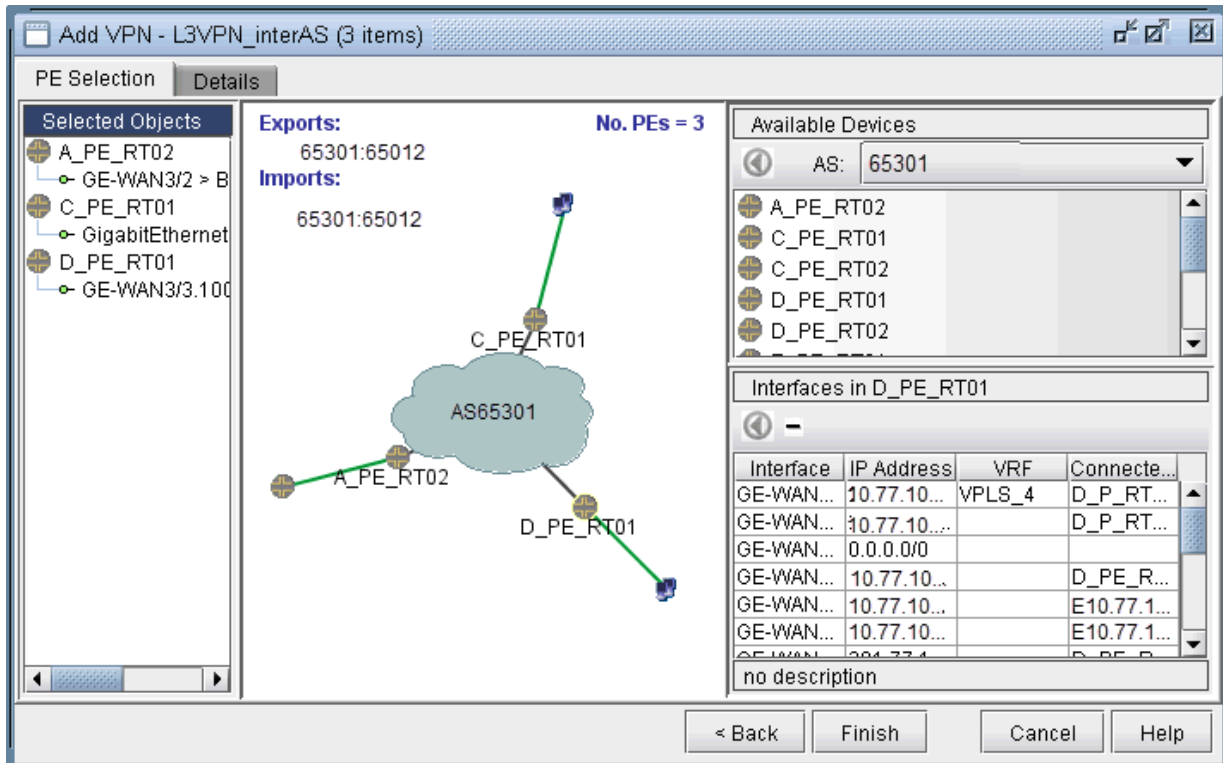 Add VPN - L3VPN_interAS (3 items)
PE Selection
Details
Selected Objects
A_PE_RT02
GE-WAN3/2 > B
C_PE_RT01
GigabitEthernet
D_PE_RT01
GE-WAN3/3.100
Exports:
No. PEs = 3
65301:65012
Imports:
65301:65012
C_PE_RT01
AS65301
A_PE_RT02
D_PE_RT01
Available Devices
AS: 65301
A_PE_RT02
C_PE_RT01
C_PE_RT02
D_PE_RT01
D_PE_RT02
Interfaces in D_PE_RT01
Interface IP Address VRF Connecte...
GE-WAN... 10.77.10... VPLS_4 D_P_RT...
GE-WAN... 10.77.10... D_P_RT...
GE-WAN... 0.0.0.0/0
GE-WAN... 10.77.10... D_PE_R...
GE-WAN... 10.77.10... E10.77.1...
GE-WAN... 10.77.10... E10.77.1...
no description
< Back
Finish
Cancel
Help